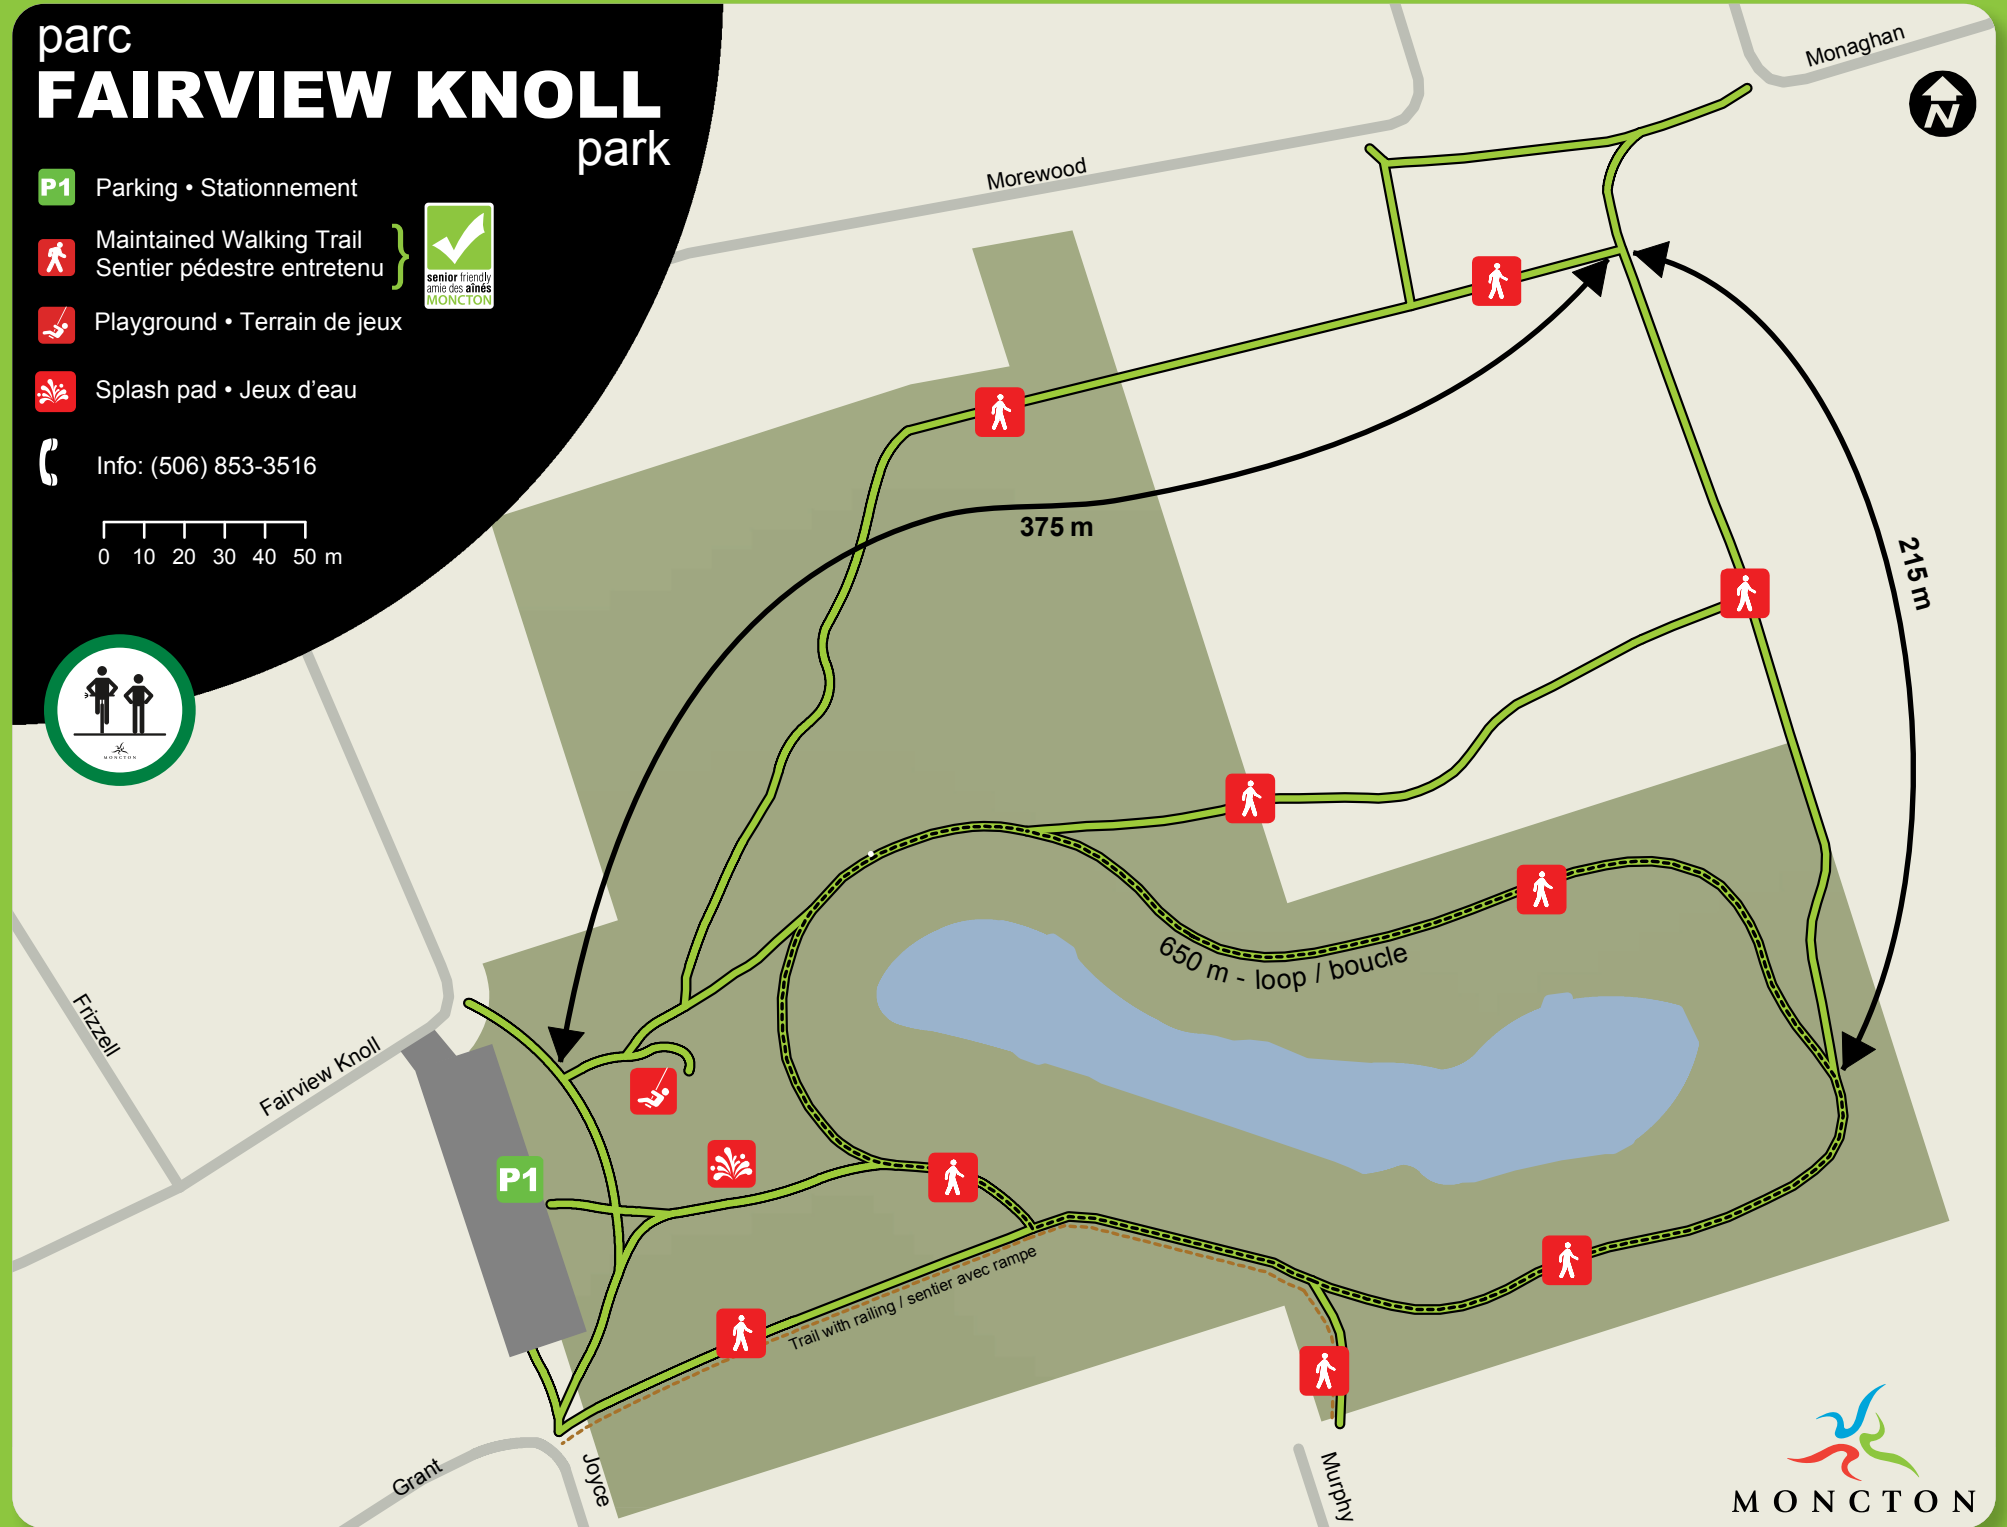 parc
FAIRVIEW KNOLL
park
P1 Parking • Stationnement
Maintained Walking Trail
Sentier pédestre entretenu
senior friendly
amie des aînés
MONCTON
Playground • Terrain de jeux
Splash pad • Jeux d'eau
Info: (506) 853-3516
0 10 20 30 40 50 m
MONCTON
Monaghan
N
Morewood
375 m
215 m
650 m - loop / boucle
Frizzell
Fairview Knoll
P1
Trail with railing / sentier avec rampe
Grant
Joyce
Murphy
MONCTON